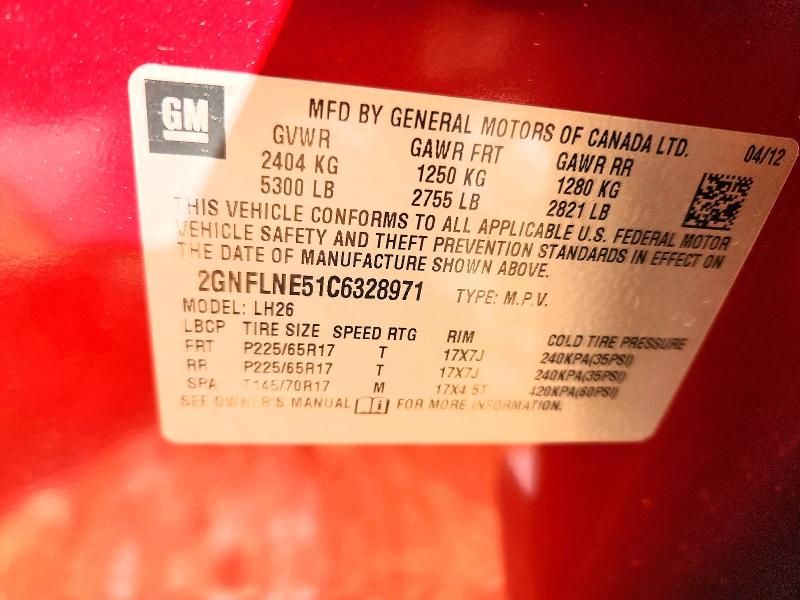 GM
MFD BY GENERAL MOTORS OF CANADA LTD.
04/12
GVWR GAWR FRT GAWR RR
2404 KG 1250 KG 1280 KG
5300 LB 2755 LB 2821 LB
THIS VEHICLE CONFORMS TO ALL APPLICABLE U.S. FEDERAL MOTOR
VEHICLE SAFETY AND THEFT PREVENTION STANDARDS IN EFFECT ON
THE DATE OF MANUFACTURE SHOWN ABOVE.
2GNFLNE51C6328971 TYPE: M.P.V.
MODEL: LH26
LBCP TIRE SIZE SPEED RTG RIM COLD TIRE PRESSURE
FRT P225/65R17 T 17X7J 240KPA(35PSI)
RR P225/65R17 T 17X7J 240KPA(35PSI)
SPA T145/70R17 M 17X4.5T 420KPA(60PSI)
SEE OWNER'S MANUAL i FOR MORE INFORMATION.